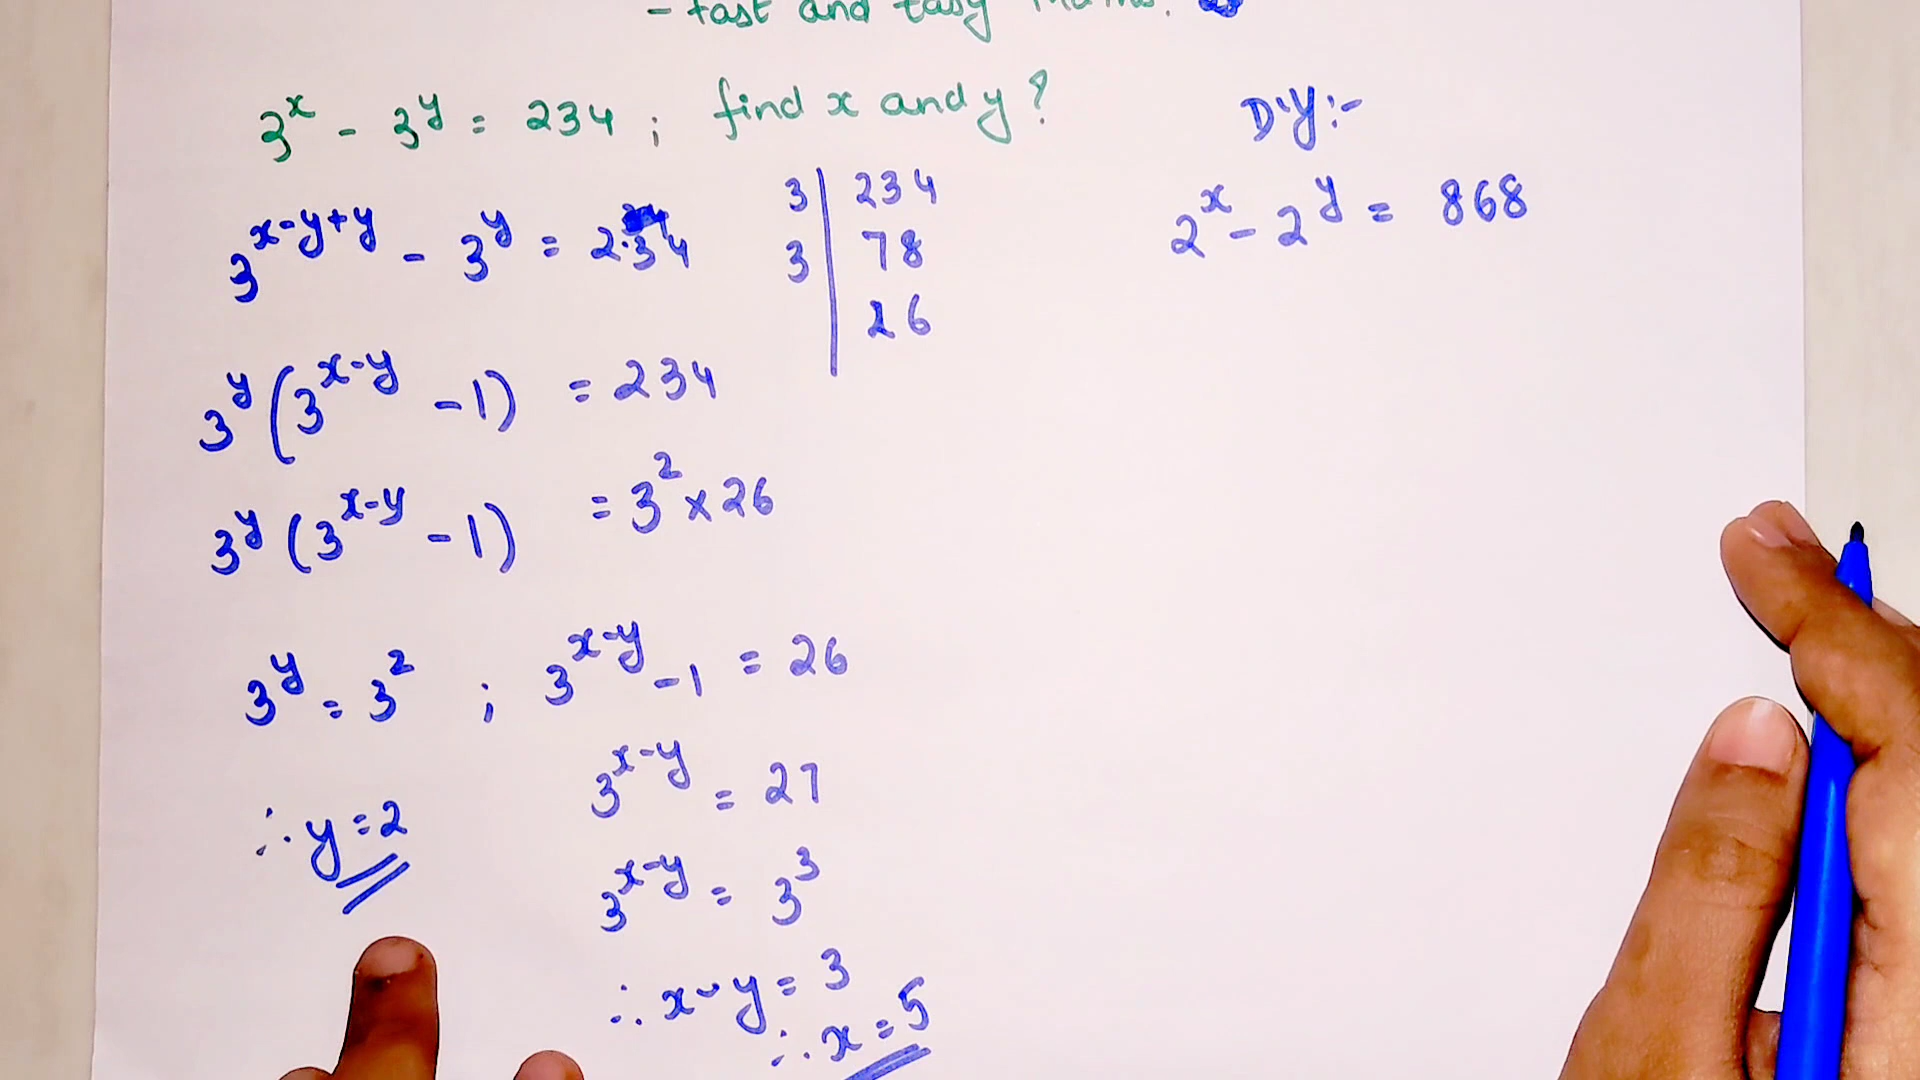 - fast and easy Maths.
3^x - 3^y = 234 ; find x and y?
3^(x-y+y) - 3^y = 234
3^y (3^(x-y) - 1) = 234
3^y (3^(x-y) - 1) = 3^2 × 26
3^y = 3^2 ; 3^(x-y) - 1 = 26
∴ y = 2
3^(x-y) = 27
3^(x-y) = 3^3
∴ x - y = 3
∴ x = 5
3 | 234
3 | 78
| 26
DIY:-
2^x - 2^y = 868